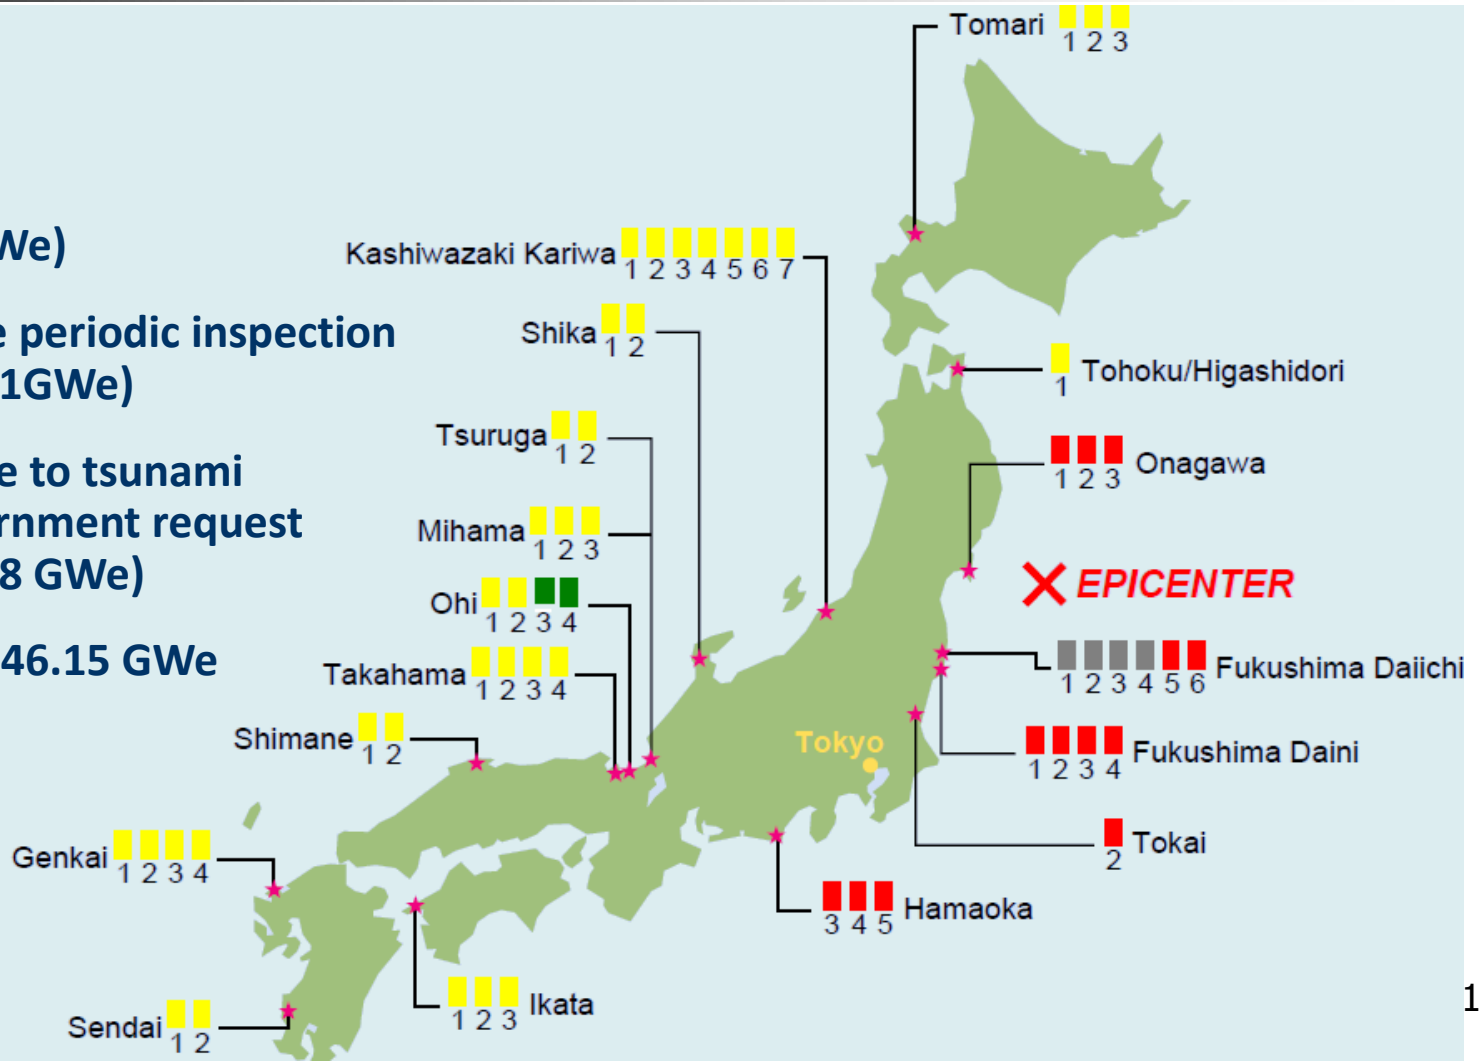 We)
e periodic inspection
1GWe)
e to tsunami
ernment request
8 GWe)
46.15 GWe
Tomari
1 2 3
Kashiwazaki Kariwa
1 2 3 4 5 6 7
Shika
1 2
Tohoku/Higashidori
1
Tsuruga
1 2
Onagawa
1 2 3
Mihama
1 2 3
EPICENTER
Ohi
1 2 3 4
Fukushima Daiichi
1 2 3 4 5 6
Takahama
1 2 3 4
Shimane
1 2
Tokyo
Fukushima Daini
1 2 3 4
Genkai
1 2 3 4
Tokai
2
Hamaoka
3 4 5
Ikata
1 2 3
Sendai
1 2
1